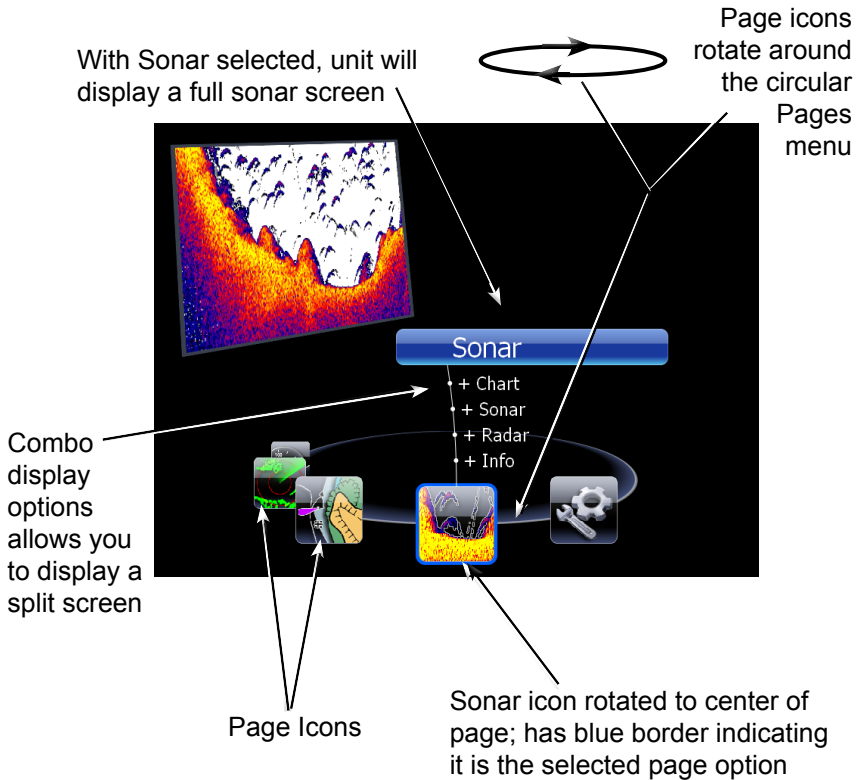 With Sonar selected, unit will
display a full sonar screen
Page icons
rotate around
the circular
Pages
menu
Sonar
+ Chart
+ Sonar
+ Radar
+ Info
Combo
display
options
allows you
to display a
split screen
Page Icons
Sonar icon rotated to center of
page; has blue border indicating
it is the selected page option